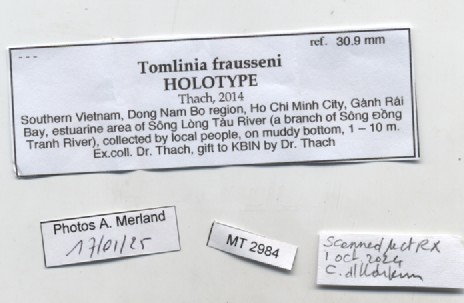 ---
ref. 30.9 mm
Tomlinia frausseni
HOLOTYPE
Thach, 2014
Southern Vietnam, Dong Nam Bo region, Ho Chi Minh City, Gành Rái
Bay, estuarine area of Sông Lòng Tàu River (a branch of Sông Đồng
Tranh River), collected by local people, on muddy bottom, 1 – 10 m.
Ex.coll. Dr. Thach, gift to KBIN by Dr. Thach
Photos A. Merland
17/01/25
MT 2984
Scanned
RX
1 oct 2024
C.